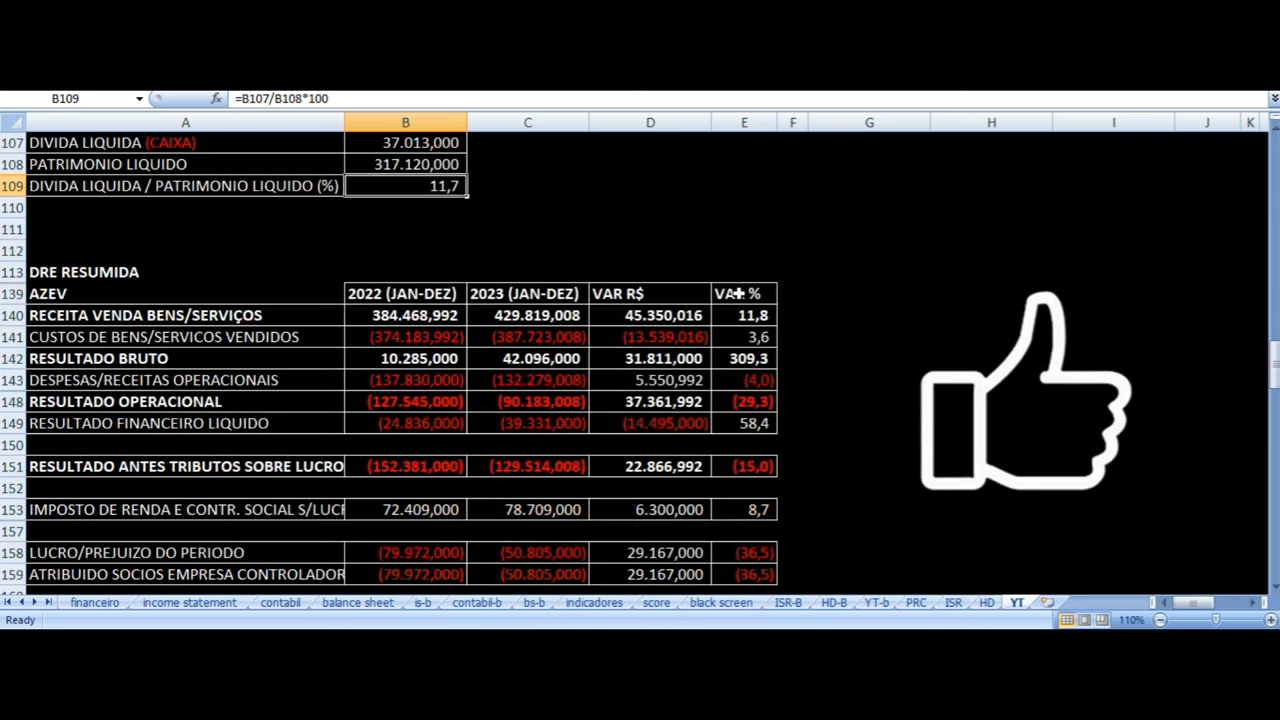 B109 fx =B107/B108*100
A B C D E F G H I J K
107 DIVIDA LIQUIDA (CAIXA) 37.013,000
108 PATRIMONIO LIQUIDO 317.120,000
109 DIVIDA LIQUIDA / PATRIMONIO LIQUIDO (%) 11,7
110
111
112
113 DRE RESUMIDA
139 AZEV 2022 (JAN-DEZ) 2023 (JAN-DEZ) VAR R$ VAR %
140 RECEITA VENDA BENS/SERVIÇOS 384.468,992 429.819,008 45.350,016 11,8
141 CUSTOS DE BENS/SERVICOS VENDIDOS (374.183,992) (387.723,008) (13.539,016) 3,6
142 RESULTADO BRUTO 10.285,000 42.096,000 31.811,000 309,3
143 DESPESAS/RECEITAS OPERACIONAIS (137.830,000) (132.279,008) 5.550,992 (4,0)
148 RESULTADO OPERACIONAL (127.545,000) (90.183,008) 37.361,992 (29,3)
149 RESULTADO FINANCEIRO LIQUIDO (24.836,000) (39.331,000) (14.495,000) 58,4
150
151 RESULTADO ANTES TRIBUTOS SOBRE LUCRO (152.381,000) (129.514,008) 22.866,992 (15,0)
152
153 IMPOSTO DE RENDA E CONTR. SOCIAL S/LUCR 72.409,000 78.709,000 6.300,000 8,7
157
158 LUCRO/PREJUIZO DO PERIODO (79.972,000) (50.805,000) 29.167,000 (36,5)
159 ATRIBUIDO SOCIOS EMPRESA CONTROLADOR (79.972,000) (50.805,000) 29.167,000 (36,5)
financeiro income statement contabil balance sheet is-b contabil-b bs-b indicadores score black screen ISR-B HD-B YT-b PRC ISR HD YT
Ready 110%